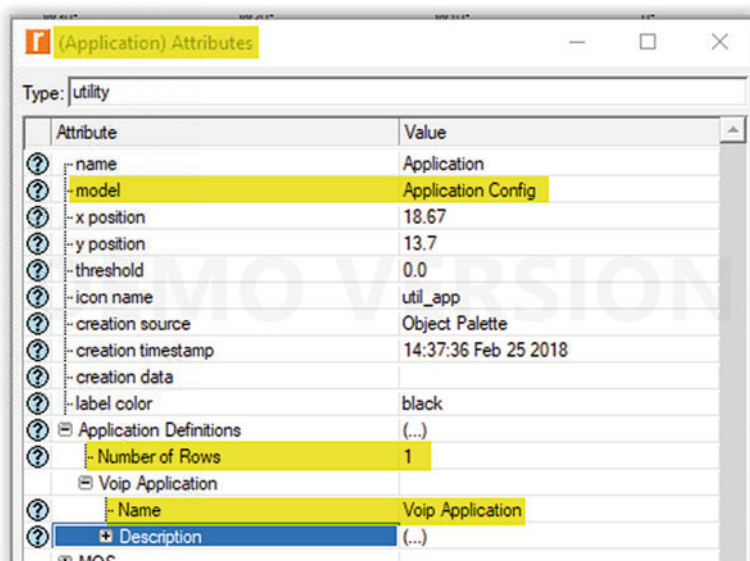 (Application) Attributes
Type: utility
Attribute Value
name Application
model Application Config
x position 18.67
y position 13.7
threshold 0.0
icon name util_app
creation source Object Palette
creation timestamp 14:37:36 Feb 25 2018
creation data
label color black
Application Definitions (...)
Number of Rows 1
Voip Application
Name Voip Application
Description (...)
MOS
DEMO VERSION